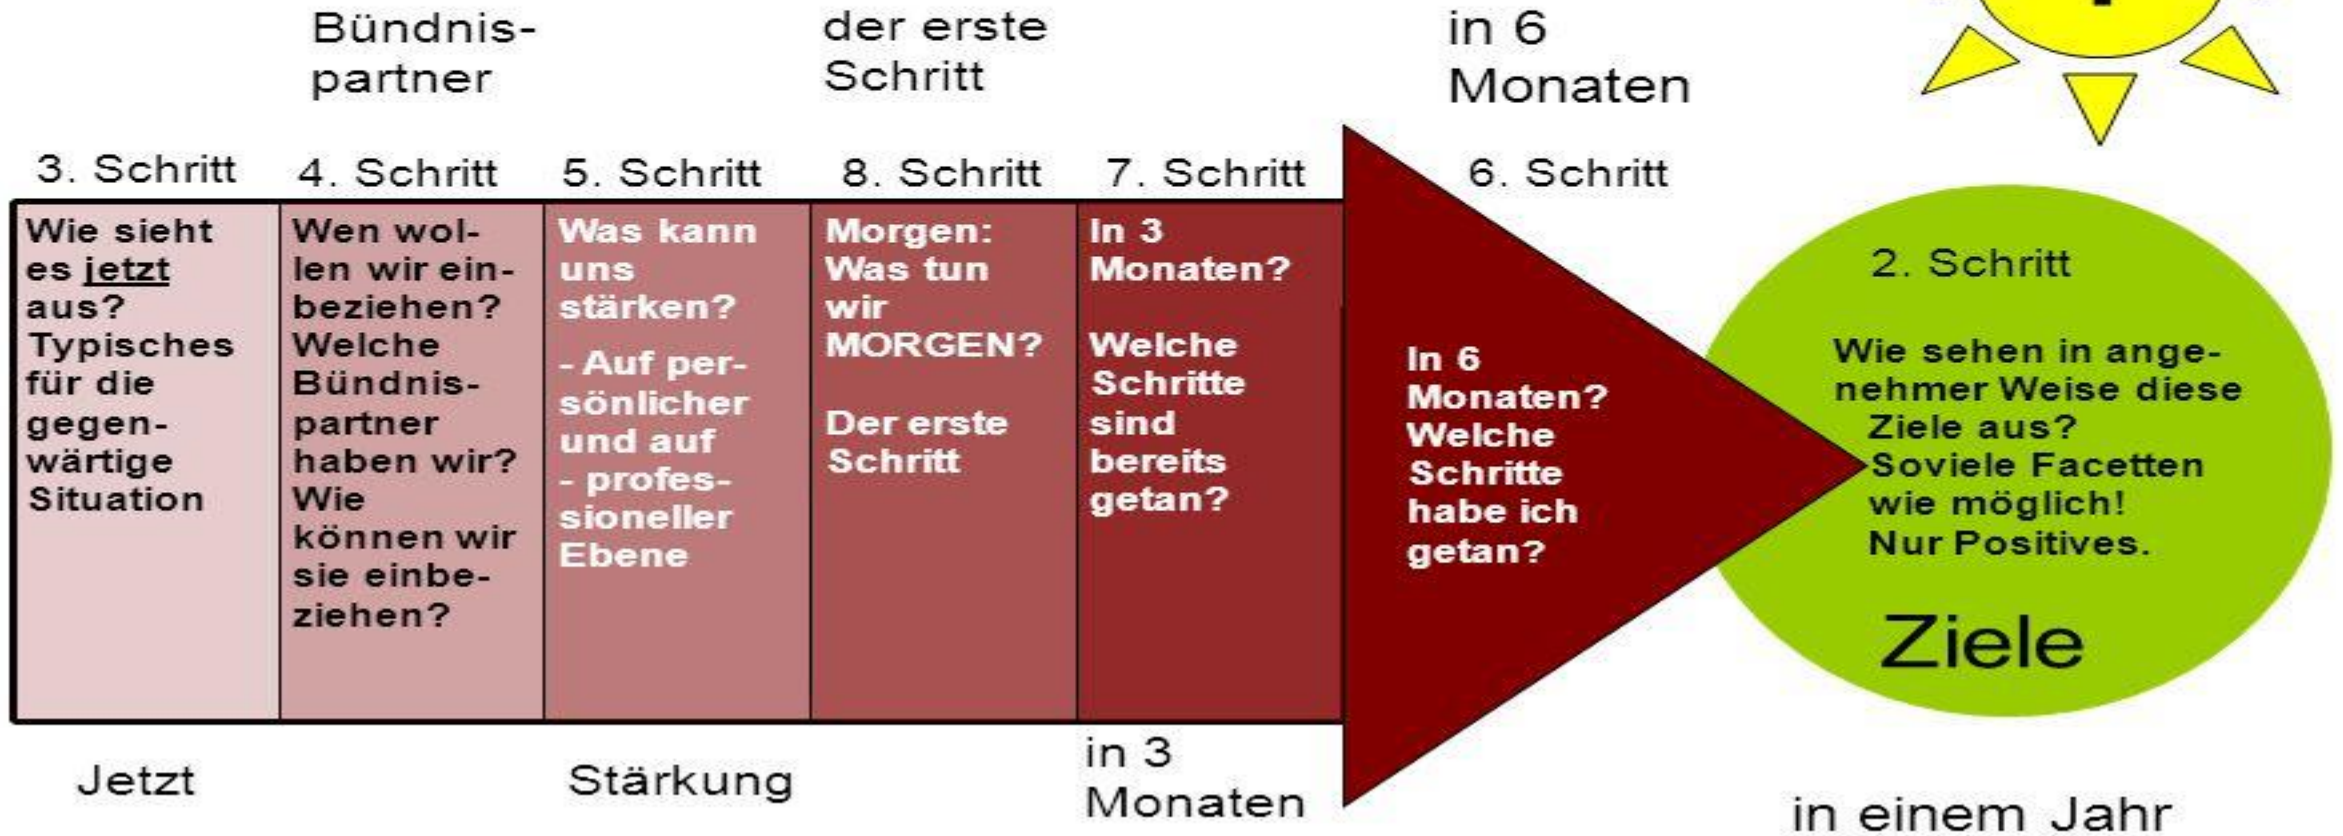 Bündnis-
partner
der erste
Schritt
in 6
Monaten
3. Schritt
4. Schritt
5. Schritt
8. Schritt
7. Schritt
6. Schritt
Wie sieht
es jetzt
aus?
Typisches
für die
gegen-
wärtige
Situation
Wen wol-
len wir ein-
beziehen?
Welche
Bündnis-
partner
haben wir?
Wie
können wir
sie einbe-
ziehen?
Was kann
uns
stärken?
- Auf per-
sönlicher
und auf
- profes-
sioneller
Ebene
Morgen:
Was tun
wir
MORGEN?
Der erste
Schritt
In 3
Monaten?
Welche
Schritte
sind
bereits
getan?
In 6
Monaten?
Welche
Schritte
habe ich
getan?
2. Schritt
Wie sehen in ange-
nehmer Weise diese
Ziele aus?
Soviele Facetten
wie möglich!
Nur Positives.
Ziele
Jetzt
Stärkung
in 3
Monaten
in einem Jahr